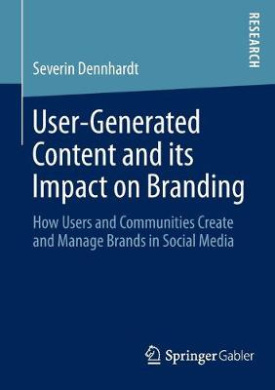 RESEARCH
Severin Dennhardt
User-Generated
Content and its
Impact on Branding
How Users and Communities Create
and Manage Brands in Social Media
Springer Gabler